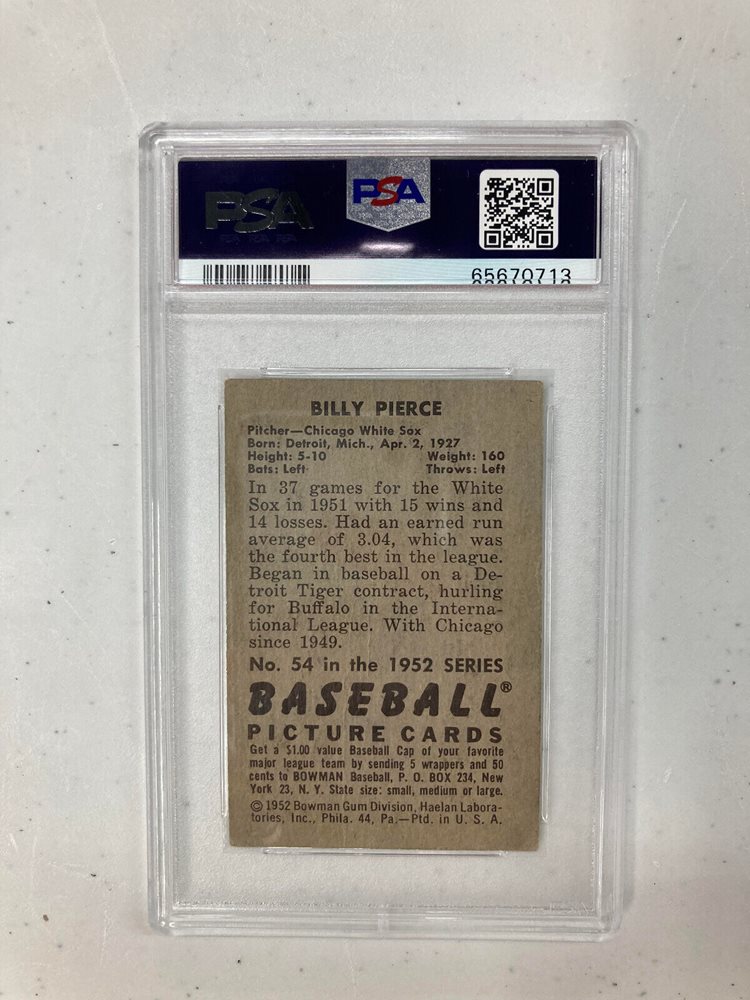 PSA
PSA
65670713
BILLY PIERCE
Pitcher—Chicago White Sox
Born: Detroit, Mich., Apr. 2, 1927
Height: 5-10 Weight: 160
Bats: Left Throws: Left
In 37 games for the White
Sox in 1951 with 15 wins and
14 losses. Had an earned run
average of 3.04, which was
the fourth best in the league.
Began in baseball on a De-
troit Tiger contract, hurling
for Buffalo in the Interna-
tional League. With Chicago
since 1949.
No. 54 in the 1952 SERIES
BASEBALL®
PICTURE CARDS
Get a $1.00 value Baseball Cap of your favorite
major league team by sending 5 wrappers and 50
cents to BOWMAN Baseball, P. O. BOX 234, New
York 23, N. Y. State size: small, medium or large.
© 1952 Bowman Gum Division, Haelan Labora-
tories, Inc., Phila. 44, Pa.—Ptd. in U. S. A.